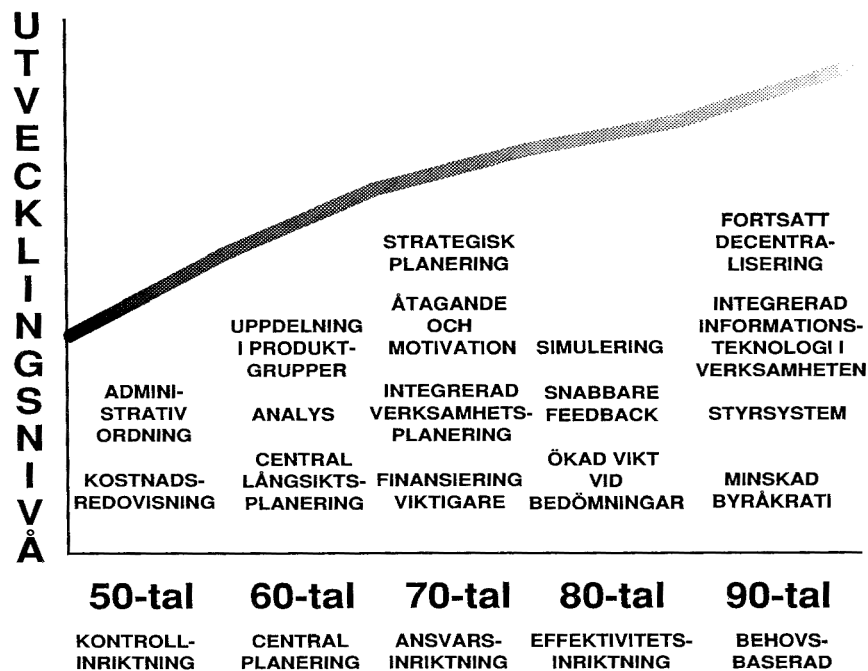 UTVECKLINGSNIVÅ
ADMINI-
STRATIV
ORDNING
KOSTNADS-
REDOVISNING
50-tal
KONTROLL-
INRIKTNING
UPPDELNING
I PRODUKT-
GRUPPER
ANALYS
CENTRAL
LÅNGSIKTS-
PLANERING
60-tal
CENTRAL
PLANERING
STRATEGISK
PLANERING
ÅTAGANDE
OCH
MOTIVATION
INTEGRERAD
VERKSAMHETS-
PLANERING
FINANSIERING
VIKTIGARE
70-tal
ANSVARS-
INRIKTNING
SIMULERING
SNABBARE
FEEDBACK
ÖKAD VIKT
VID
BEDÖMNINGAR
80-tal
EFFEKTIVITETS-
INRIKTNING
FORTSATT
DECENTRA-
LISERING
INTEGRERAD
INFORMATIONS-
TEKNOLOGI I
VERKSAMHETEN
STYRSYSTEM
MINSKAD
BYRÅKRATI
90-tal
BEHOVS-
BASERAD